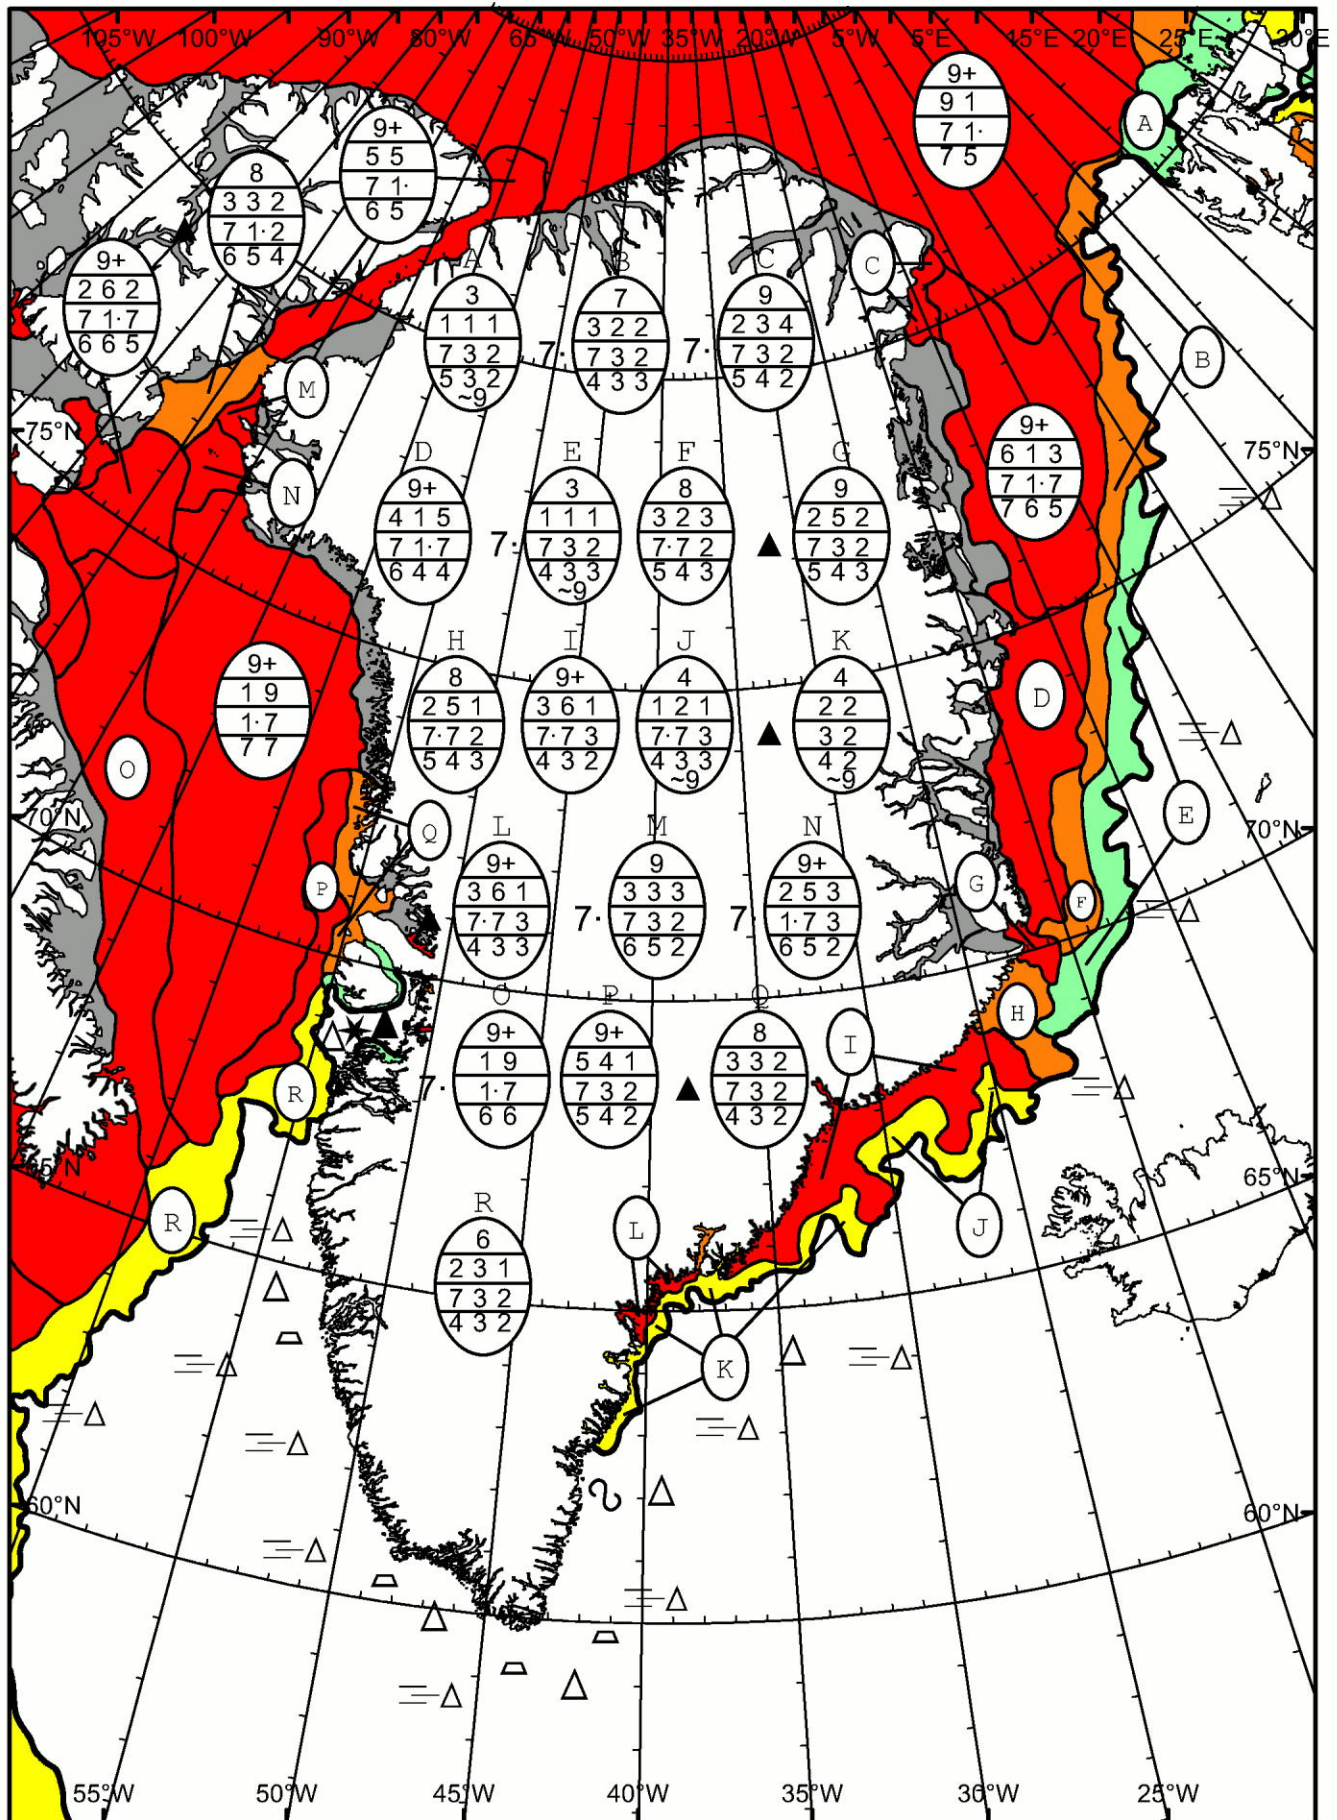 105°W 100°W 90°W 80°W 65°W 50°W 35°W 20°W 5°W 5°E 15°E 20°E 25°E 30°E
9+
9 1
7 1·
7 5
A
9+
5 5
7 1·
6 5
8
3 3 2
7 1·2
6 5 4
9+
2 6 2
7 1·7
6 6 5
C
B
M
N
75°N
75°N
A
3
1 1 1
7 3 2
5 3 2
~9
B
7·
7
3 2 2
7 3 2
4 3 3
C
7·
9
2 3 4
7 3 2
5 4 2
9+
6 1 3
7 1·7
7 6 5
D
9+
4 1 5
7 1·7
6 4 4
E
7·
3
1 1 1
7 3 2
4 3 3
~9
F
8
3 2 3
7·7 2
5 4 3
G
9
2 5 2
7 3 2
5 4 3
9+
1 9
1·7
7 7
O
D
E
H
8
2 5 1
7·7 2
5 4 3
I
9+
3 6 1
7·7 3
4 3 2
J
4
1 2 1
7·7 3
4 3 3
~9
K
4
2 2
3 2
4 2
~9
70°N
70°N
Q
P
G
F
L
9+
3 6 1
7·7 3
4 3 3
M
7·
9
3 3 3
7 3 2
6 5 2
N
7·
9+
2 5 3
1·7 3
6 5 2
H
I
O
7·
9+
1 9
1·7
6 6
P
9+
5 4 1
7 3 2
5 4 2
Q
8
3 3 2
7 3 2
4 3 2
R
R
65°N
65°N
J
L
K
R
6
2 3 1
7 3 2
4 3 2
60°N
60°N
55°W 50°W 45°W 40°W 35°W 30°W 25°W